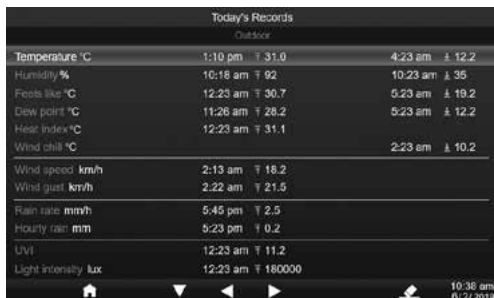 Today's Records
Outdoor
Temperature °C 1:10 pm 31.0 4:23 am 12.2
Humidity % 10:18 am 92 10:23 am 35
Feels like °C 12:23 am 30.7 5:23 am 19.2
Dew point °C 11:26 am 28.2 5:23 am 12.2
Heat index °C 12:23 am 31.1
Wind chill °C 2:23 am 10.2
Wind speed km/h 2:13 am 18.2
Wind gust km/h 2:22 am 21.5
Rain rate mm/h 5:45 pm 2.5
Hourly rain mm 5:23 pm 0.2
UVI 12:23 am 11.2
Light intensity lux 12:23 am 180000
10:38 am